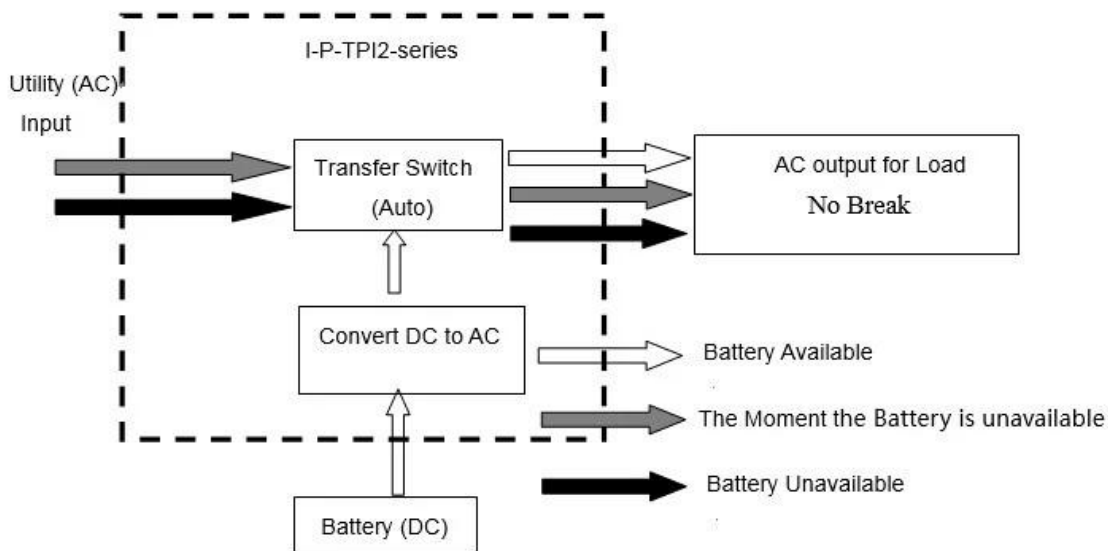 I-P-TPI2-series
Utility (AC)
Input
Transfer Switch
(Auto)
AC output for Load
No Break
Convert DC to AC
Battery Available
The Moment the Battery is unavailable
Battery Unavailable
Battery (DC)